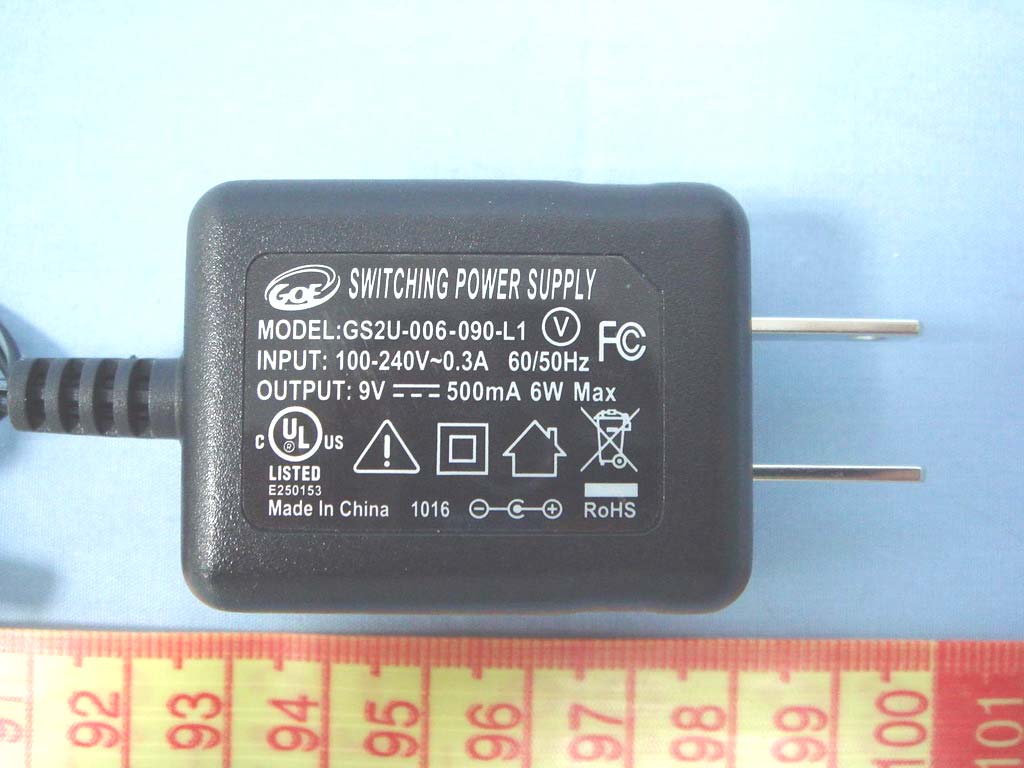 GQE SWITCHING POWER SUPPLY
MODEL:GS2U-006-090-L1 V FC
INPUT: 100-240V~0.3A 60/50Hz
OUTPUT: 9V 500mA 6W Max
C UL ® US
LISTED
E250153
Made In China 1016 RoHS
91 92 93 94 95 96 97 98 99 100 101